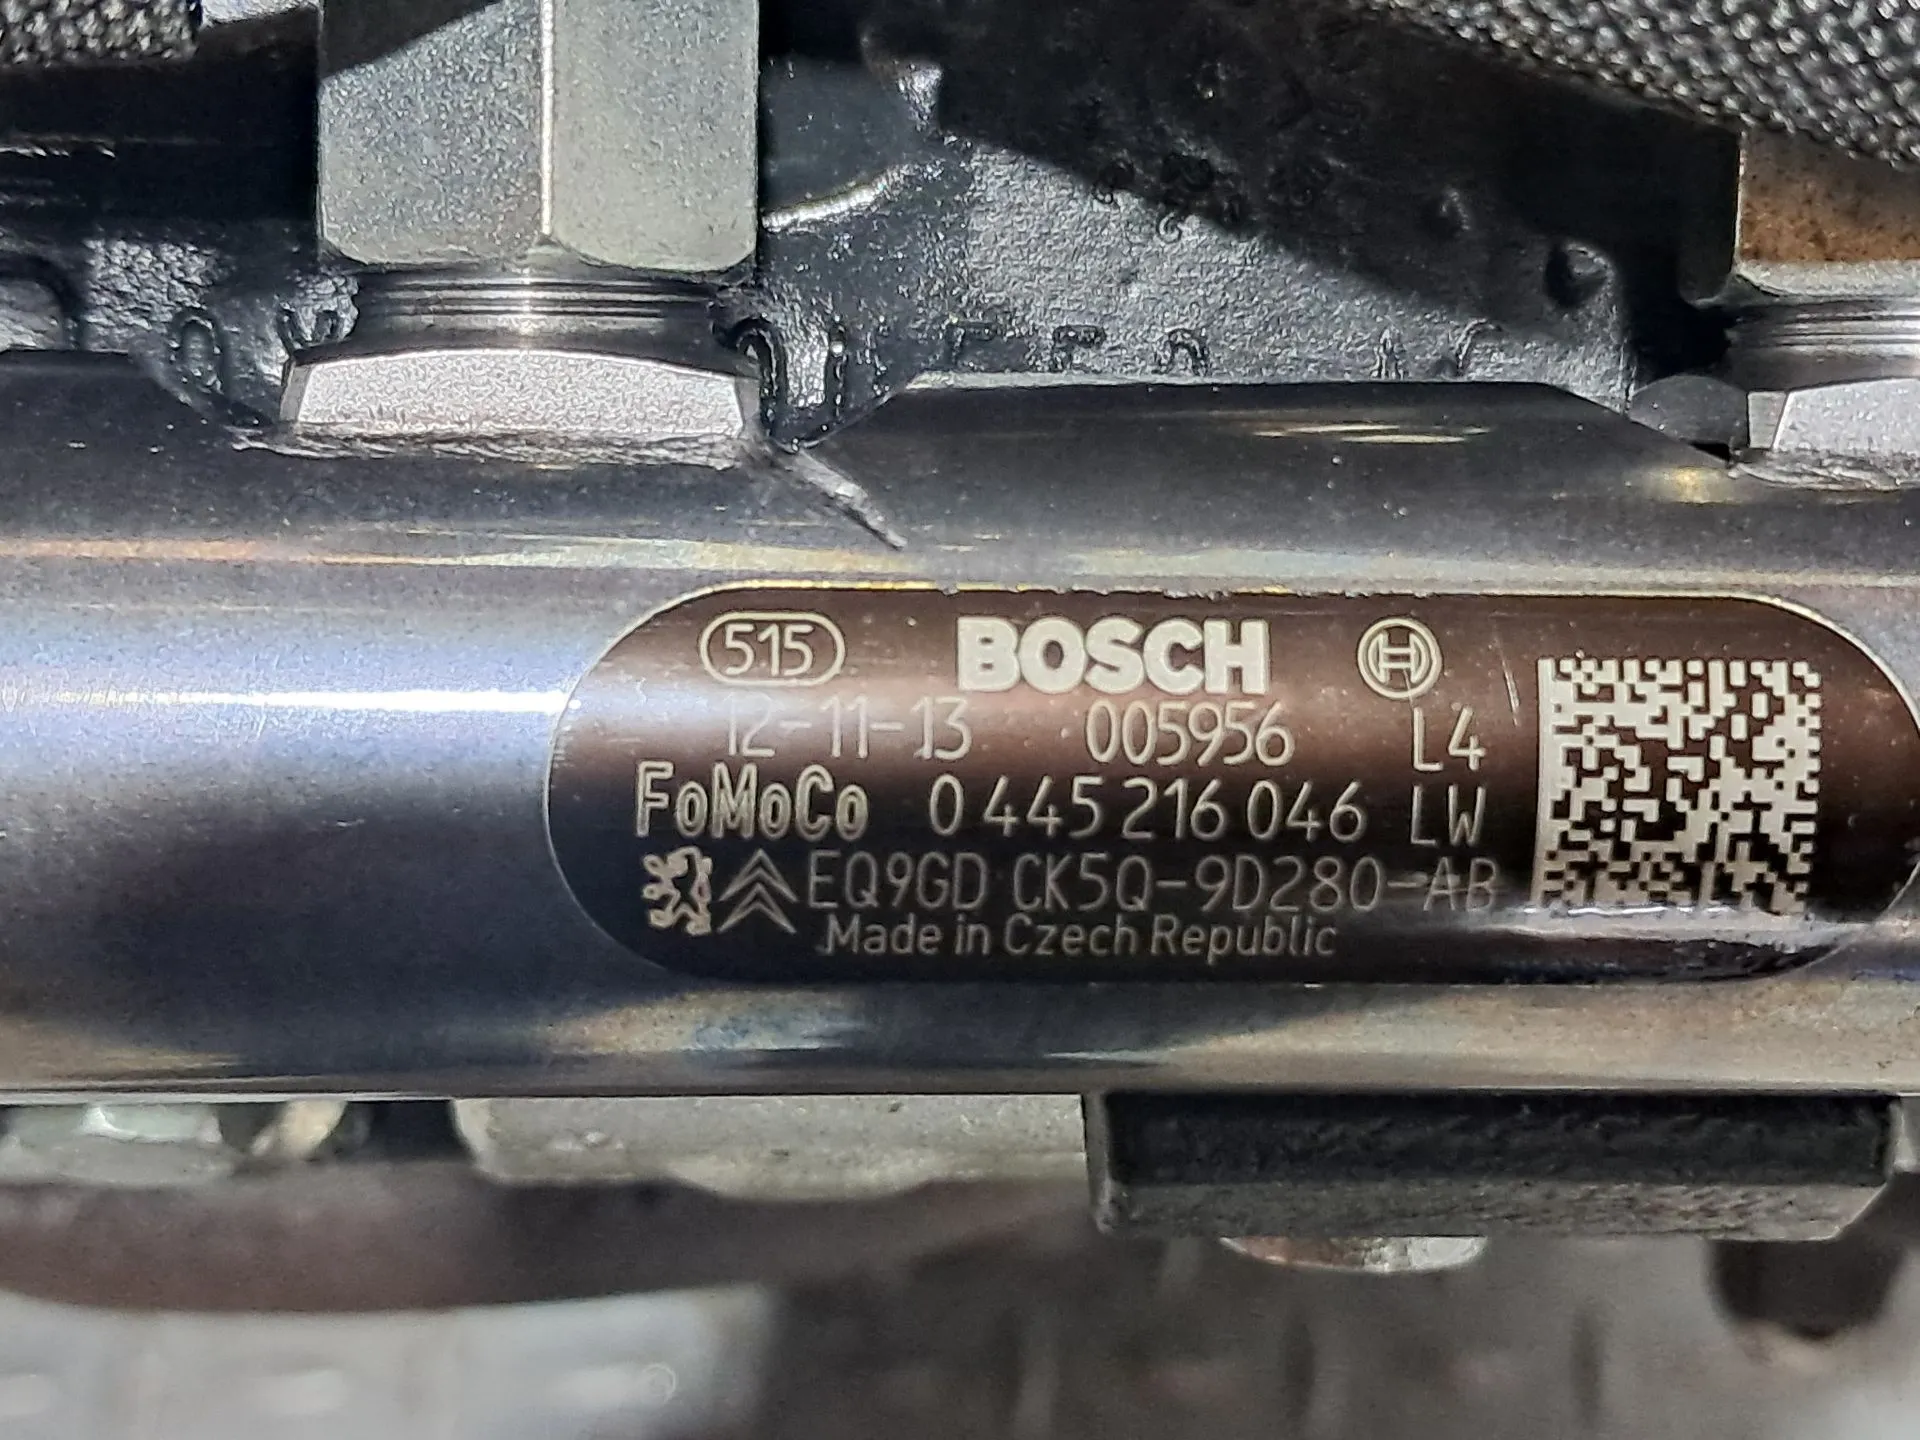 515 BOSCH
12-11-13 005956 L4
FoMoCo 0 445 216 046 LW
EQ9GD CK5Q-9D280-AB
Made in Czech Republic